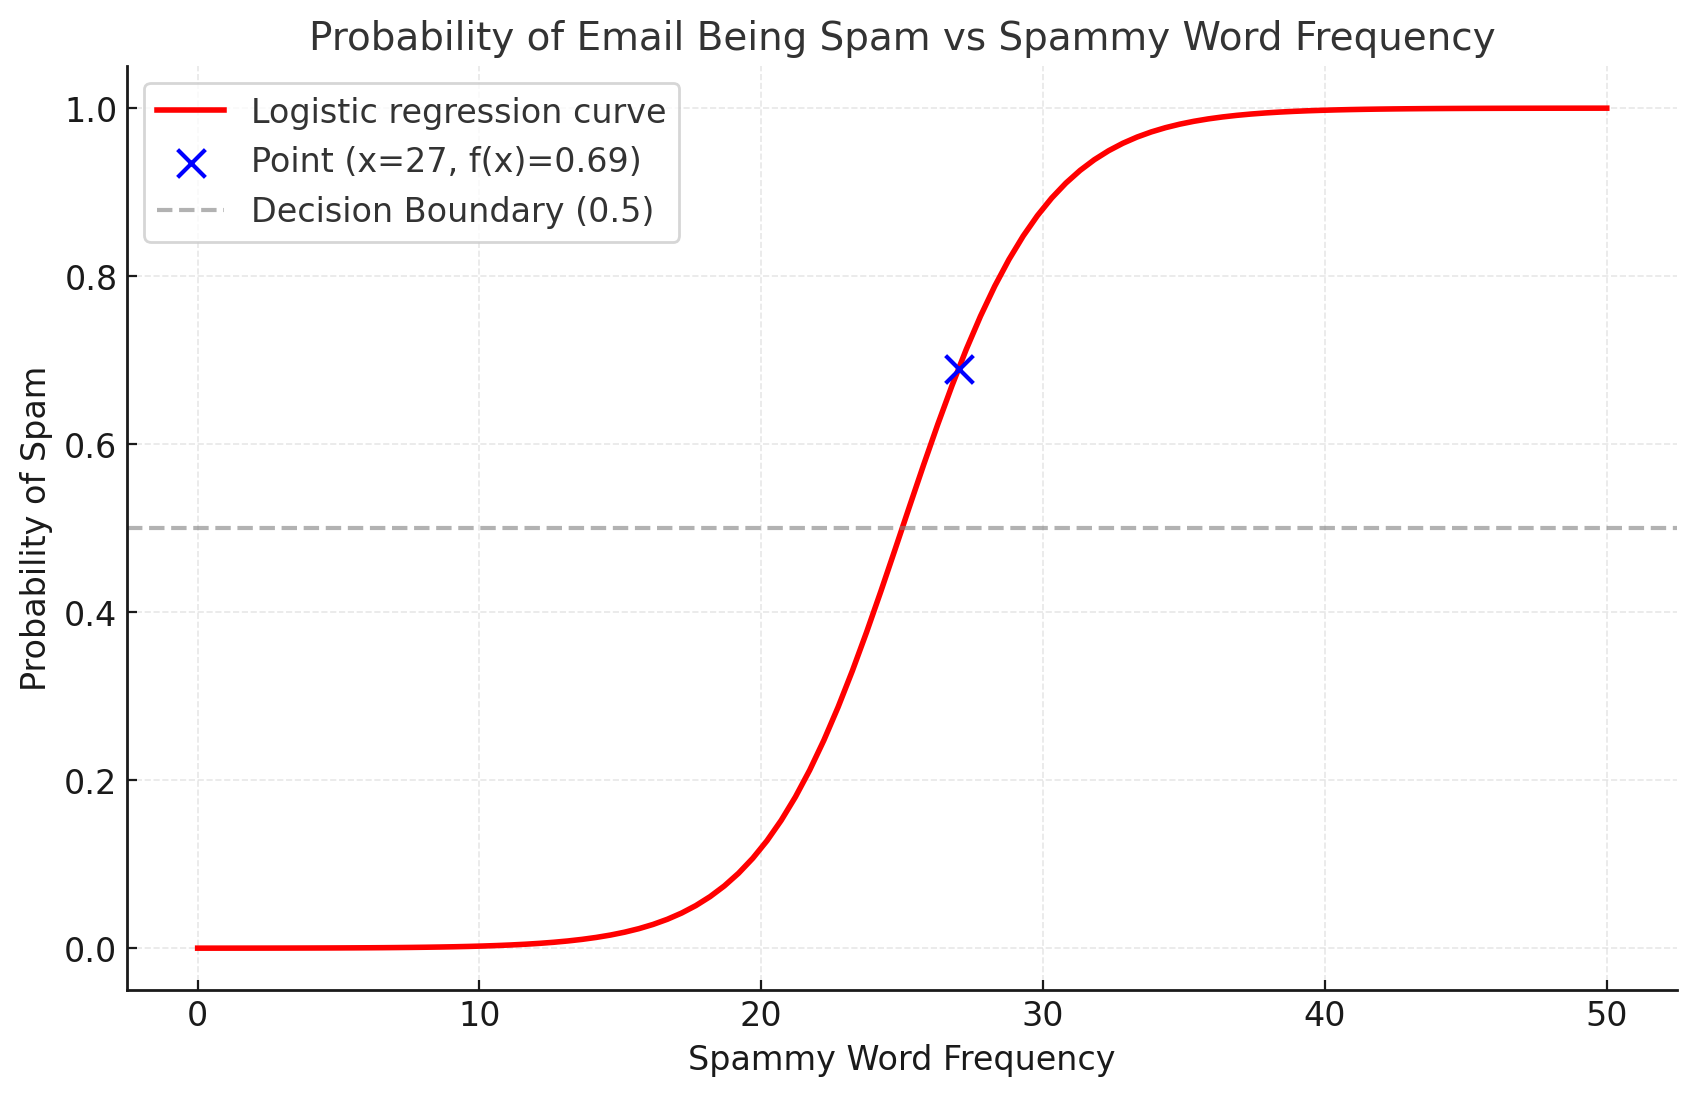 Probability of Email Being Spam vs Spammy Word Frequency
Logistic regression curve
Point (x=27, f(x)=0.69)
Decision Boundary (0.5)
1.0
0.8
0.6
0.4
0.2
0.0
Probability of Spam
0 10 20 30 40 50
Spammy Word Frequency